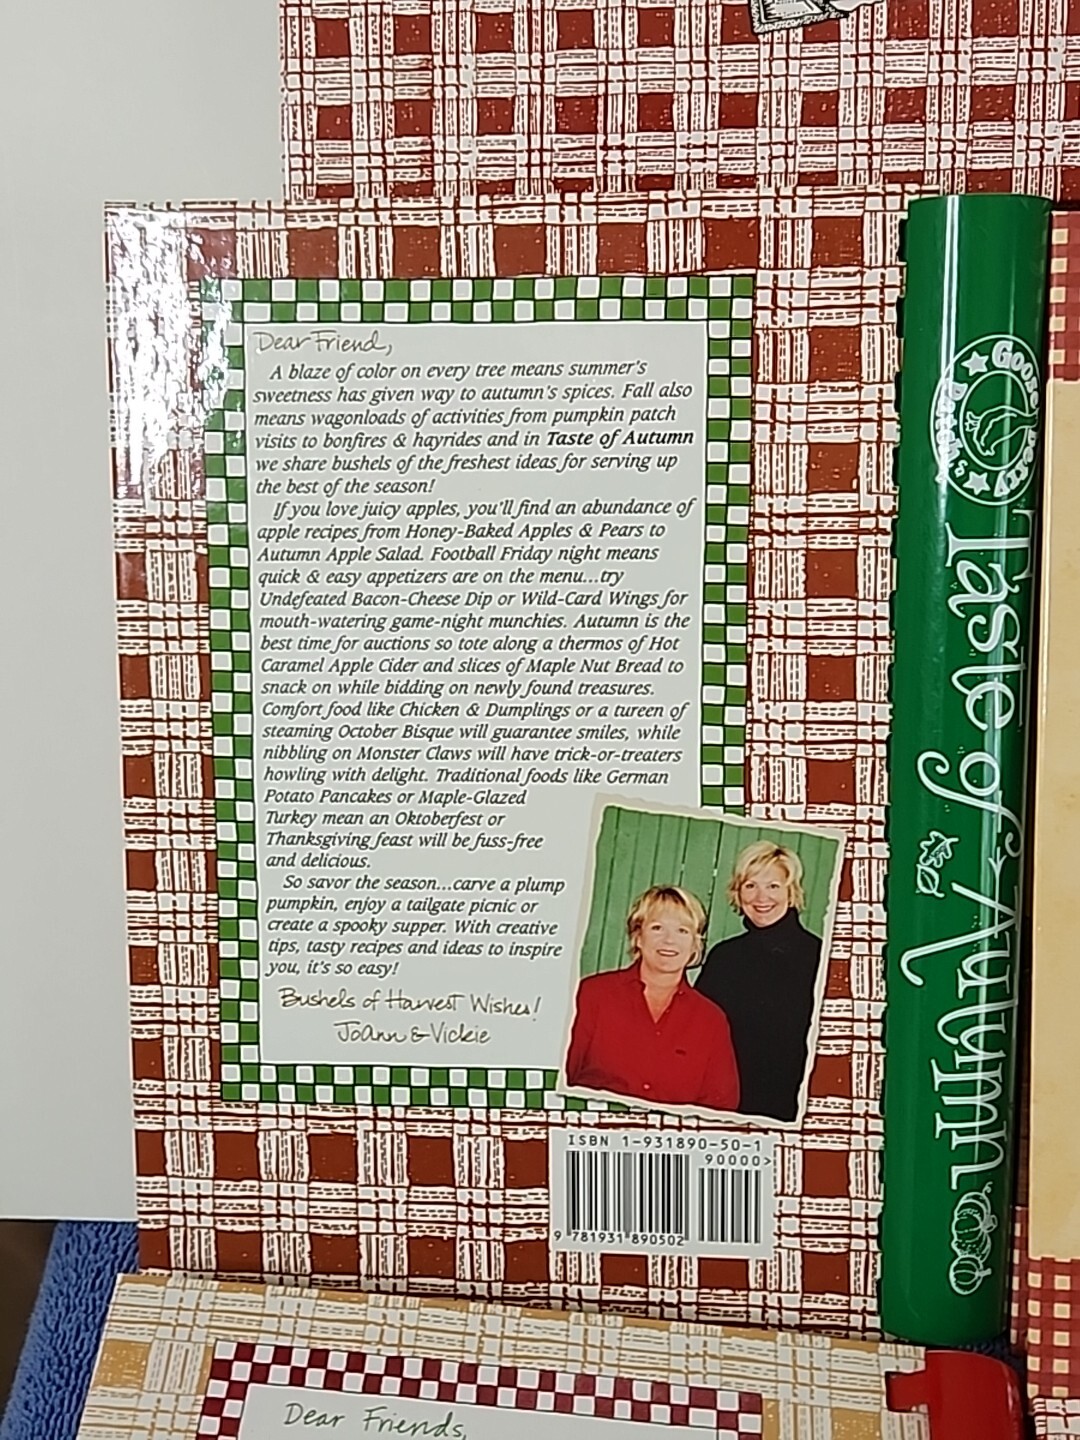 Dear Friend,
A blaze of color on every tree means summer's
sweetness has given way to autumn's spices. Fall also
means wagonloads of activities from pumpkin patch
visits to bonfires & hayrides and in Taste of Autumn
we share bushels of the freshest ideas for serving up
the best of the season!
If you love juicy apples, you'll find an abundance of
apple recipes from Honey-Baked Apples & Pears to
Autumn Apple Salad. Football Friday night means
quick & easy appetizers are on the menu...try
Undefeated Bacon-Cheese Dip or Wild-Card Wings for
mouth-watering game-night munchies. Autumn is the
best time for auctions so tote along a thermos of Hot
Caramel Apple Cider and slices of Maple Nut Bread to
snack on while bidding on newly found treasures.
Comfort food like Chicken & Dumplings or a tureen of
steaming October Bisque will guarantee smiles, while
nibbling on Monster Claws will have trick-or-treaters
howling with delight. Traditional foods like German
Potato Pancakes or Maple-Glazed
Turkey mean an Oktoberfest or
Thanksgiving feast will be fuss-free
and delicious.
So savor the season...carve a plump
pumpkin, enjoy a tailgate picnic or
create a spooky supper. With creative
tips, tasty recipes and ideas to inspire
you, it's so easy!
Bushels of Harvest Wishes!
JoAnn & Vickie
ISBN 1-931890-50-1
90000>
9 781931 890502
Gooseberry Patch's
Taste of Autumn
Dear Friends,